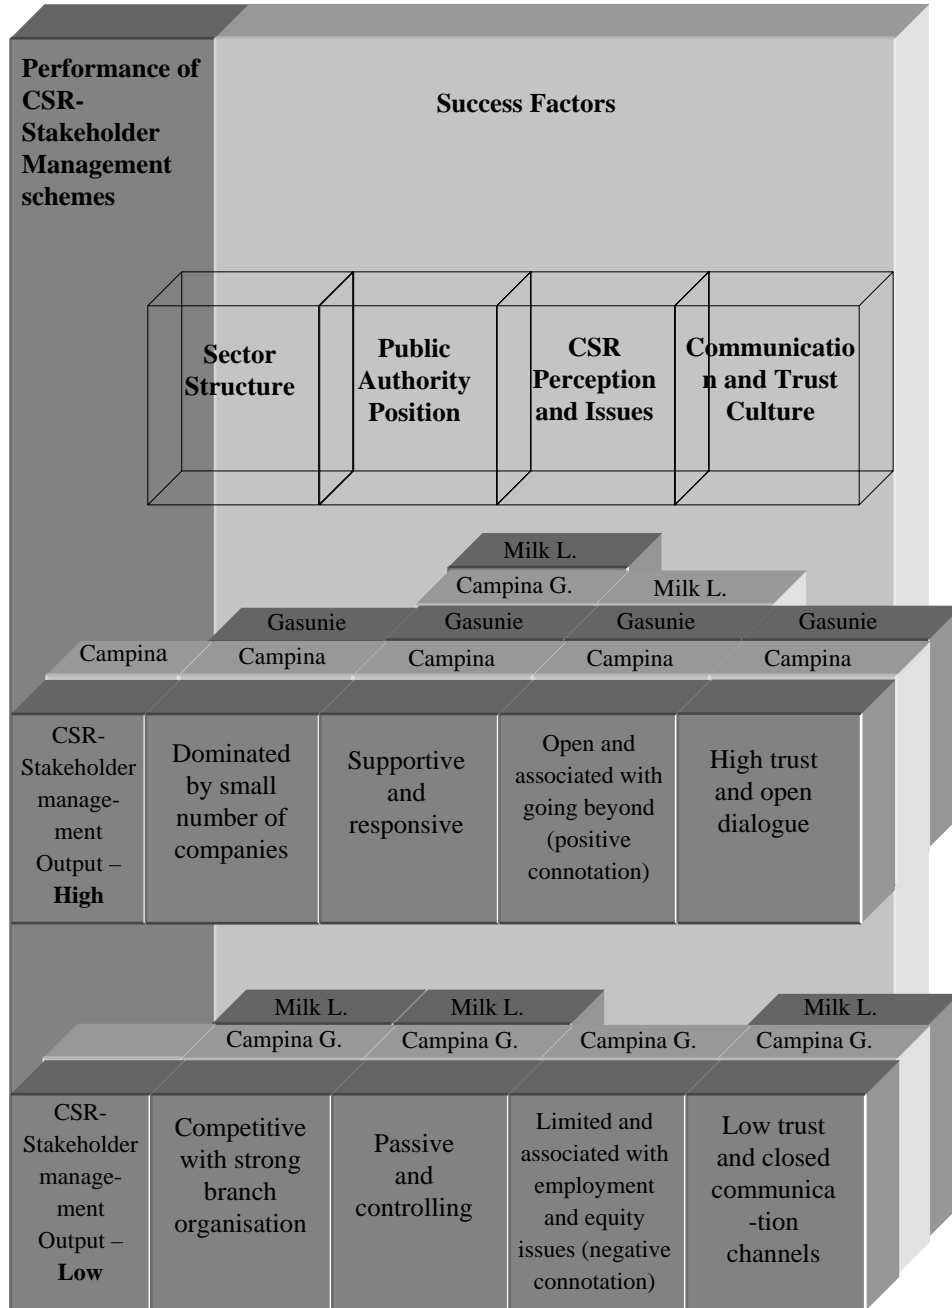 Performance of
CSR-
Stakeholder
Management
schemes
Success Factors
Sector
Structure
Public
Authority
Position
CSR
Perception
and Issues
Communicatio
n and Trust
Culture
Milk L.
Campina G.
Milk L.
Gasunie
Gasunie
Gasunie
Gasunie
Campina
Campina
Campina
Campina
Campina
CSR-
Stakeholder
manage-
ment
Output –
High
Dominated
by small
number of
companies
Supportive
and
responsive
Open and
associated with
going beyond
(positive
connotation)
High trust
and open
dialogue
Milk L.
Milk L.
Milk L.
Campina G.
Campina G.
Campina G.
Campina G.
CSR-
Stakeholder
manage-
ment
Output –
Low
Competitive
with strong
branch
organisation
Passive
and
controlling
Limited and
associated with
employment
and equity
issues (negative
connotation)
Low trust
and closed
communica
-tion
channels